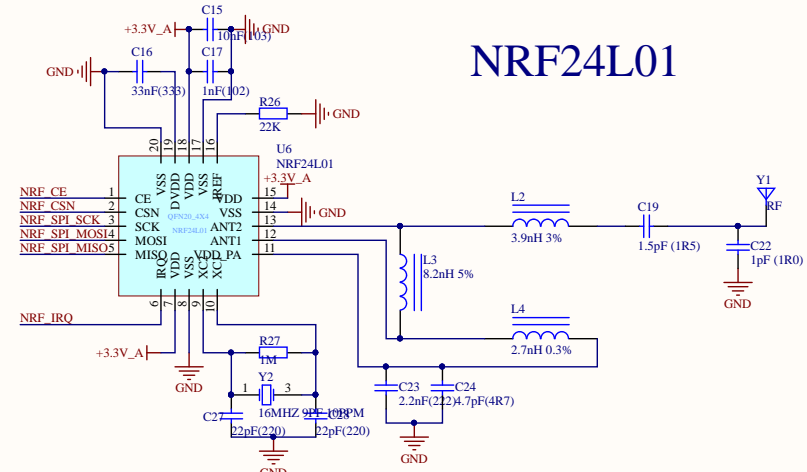 C15
+3.3V_A
10nF(103)
GND
NRF24L01
C16
C17
GND
33nF(333)
1nF(102)
R26
GND
22K
20
19
18
17
16
U6
NRF24L01
+3.3V_A
VSS
DVDD
VDD
VSS
IREF
NRF_CE
1
CE
VDD
15
NRF_CSN
2
CSN
VSS
14
GND
NRF_SPI_SCK
3
SCK
ANT2
13
NRF_SPI_MOSI
4
MOSI
ANT1
12
NRF_SPI_MISO
5
MISO
VDD_PA
11
QFN20_4X4
NRF24L01
IRQ
VDD
VSS
XC2
XC1
6
7
8
9
10
L2
3.9nH 3%
C19
1.5pF (1R5)
Y1
RF
C22
1pF (1R0)
GND
L3
8.2nH 5%
L4
2.7nH 0.3%
NRF_IRQ
+3.3V_A
GND
R27
1M
Y2
1
3
16MHZ 9PF 10PPM
C27
22pF(220)
C28
22pF(220)
GND
C23
2.2nF(222)
C24
4.7pF(4R7)
GND